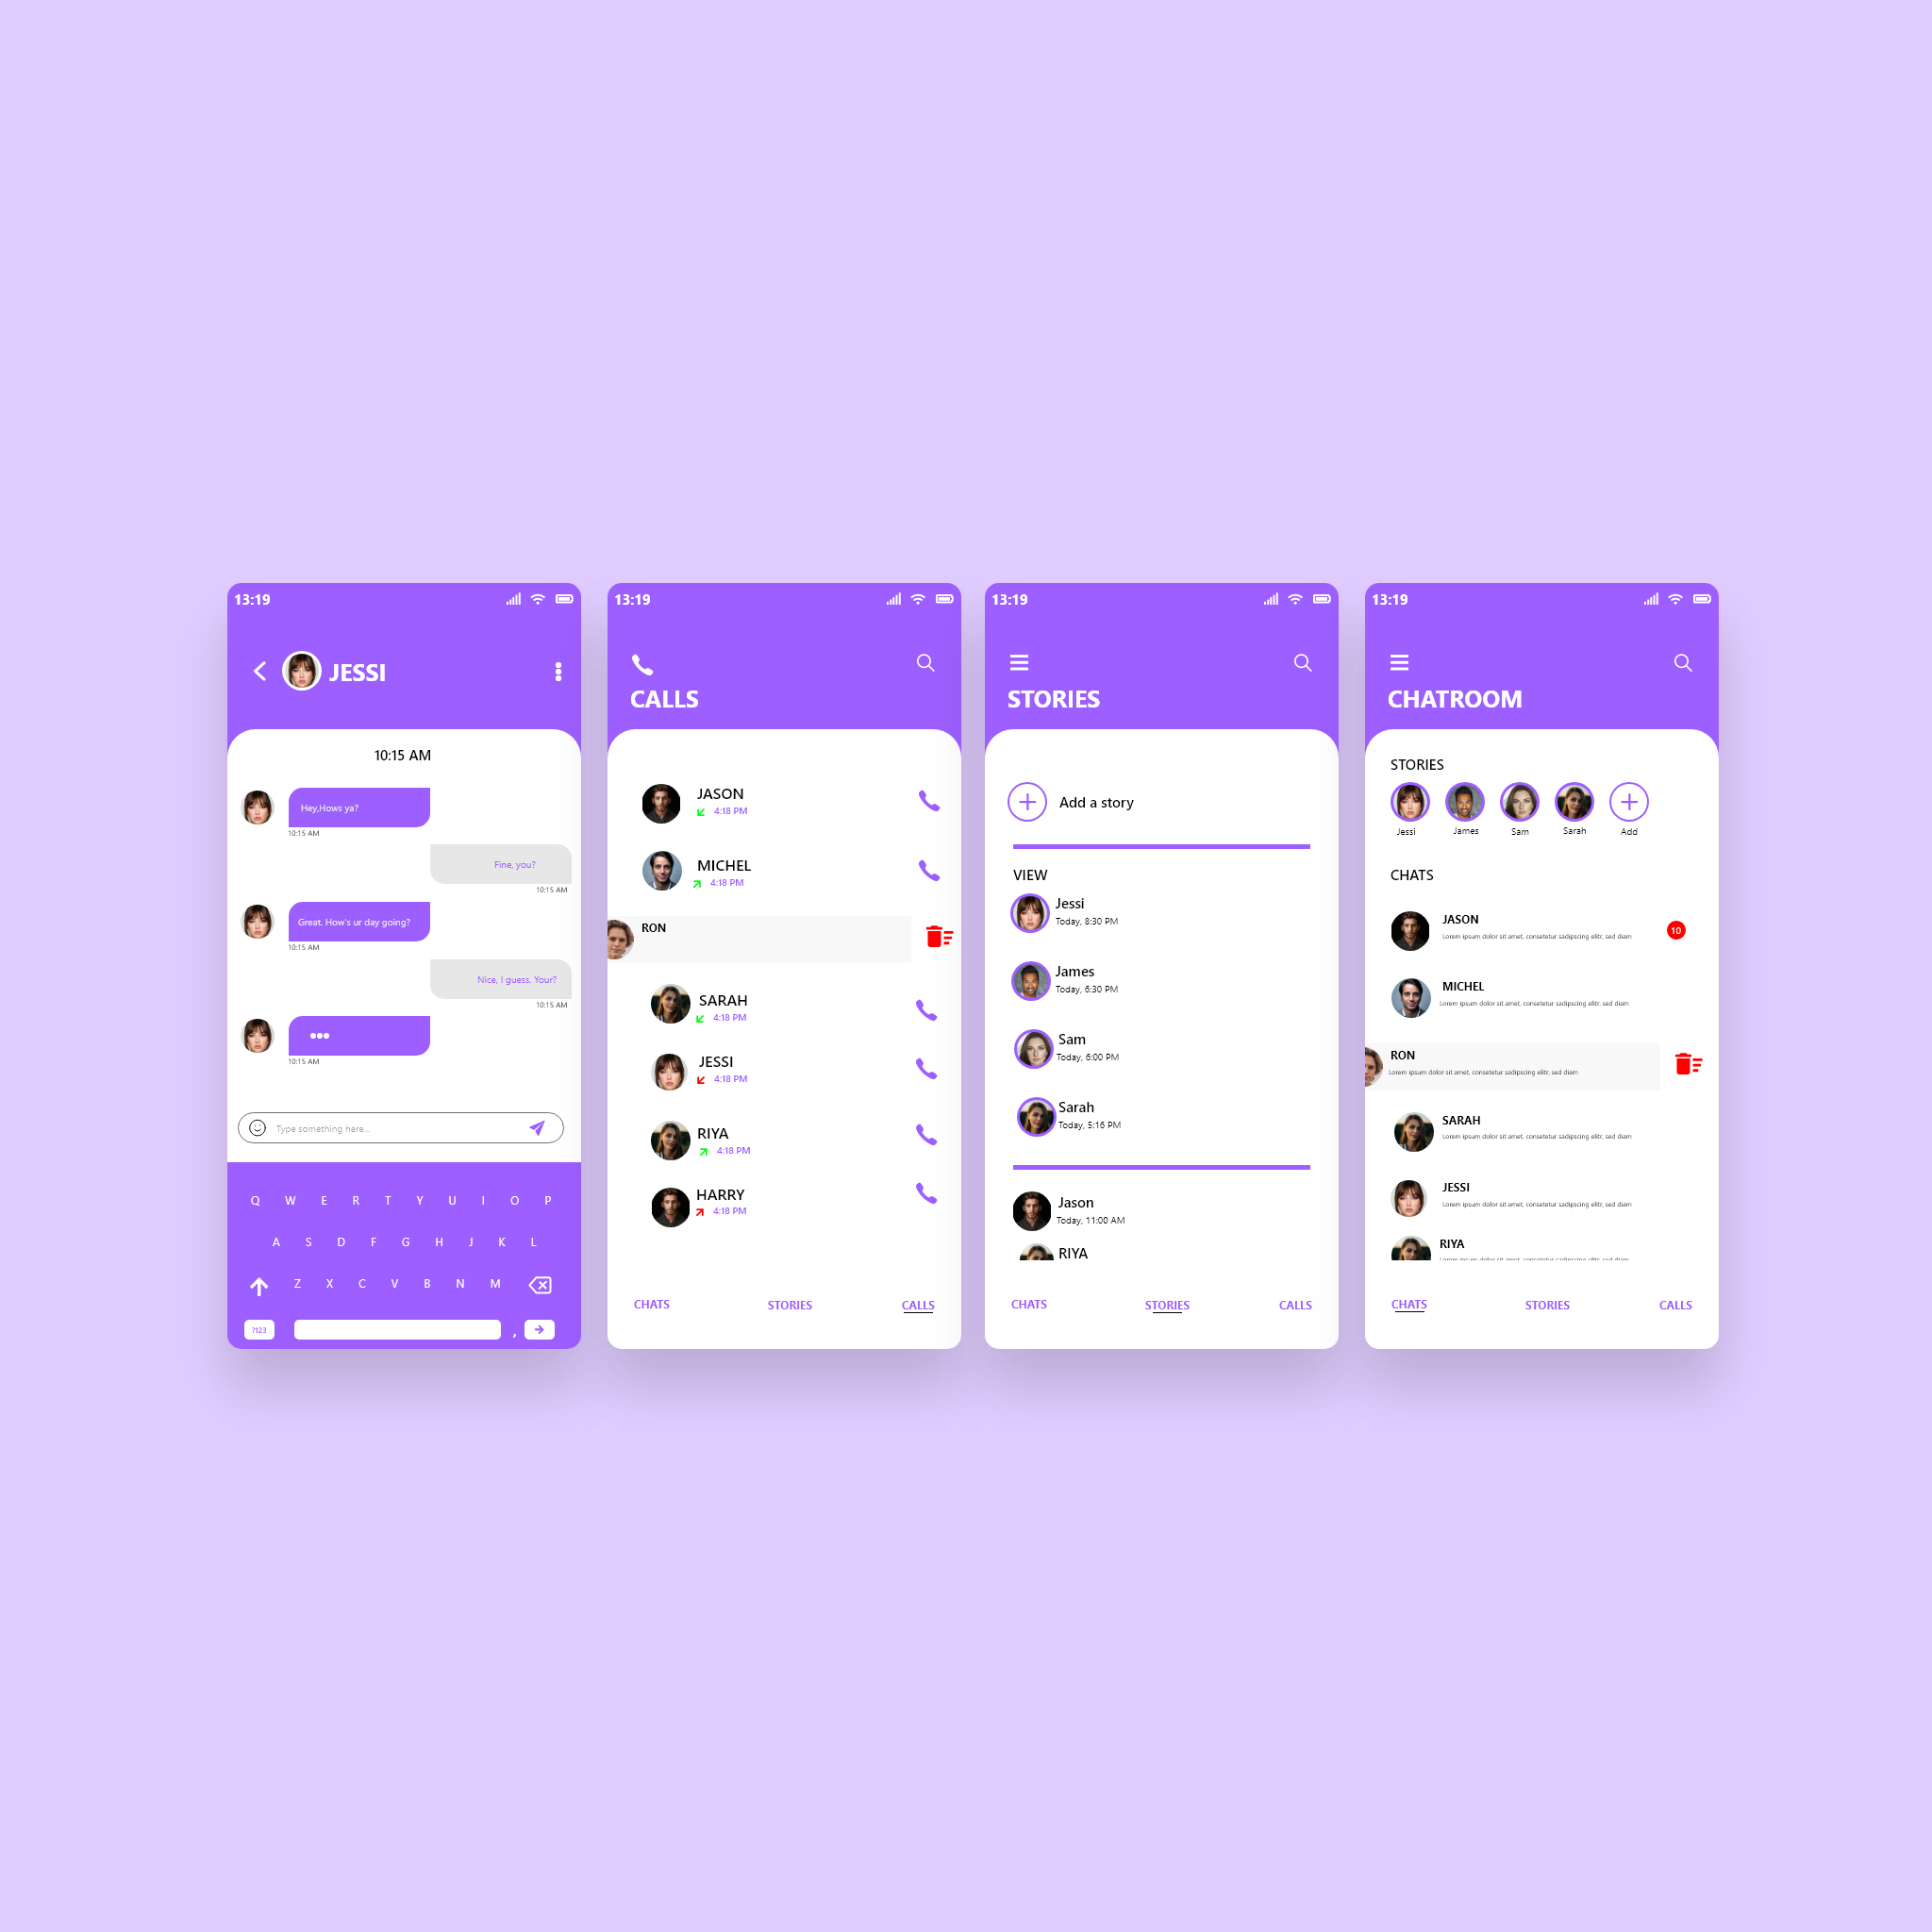 13:19
JESSI
10:15 AM
Hey,Hows ya?
10:15 AM
Fine, you?
10:15 AM
Great. How's ur day going?
10:15 AM
Nice, I guess. Your?
10:15 AM
10:15 AM
Type something here...
Q W E R T Y U I O P
A S D F G H J K L
Z X C V B N M
?123 ,
13:19
CALLS
JASON
4:18 PM
MICHEL
4:18 PM
RON
SARAH
4:18 PM
JESSI
4:18 PM
RIYA
4:18 PM
HARRY
4:18 PM
CHATS STORIES CALLS
13:19
STORIES
Add a story
VIEW
Jessi
Today, 8:30 PM
James
Today, 6:30 PM
Sam
Today, 6:00 PM
Sarah
Today, 5:16 PM
Jason
Today, 11:00 AM
RIYA
CHATS STORIES CALLS
13:19
CHATROOM
STORIES
Jessi James Sam Sarah Add
CHATS
JASON
Lorem ipsum dolor sit amet, consetetur sadipscing elitr, sed diam
10
MICHEL
Lorem ipsum dolor sit amet, consetetur sadipscing elitr, sed diam
RON
Lorem ipsum dolor sit amet, consetetur sadipscing elitr, sed diam
SARAH
Lorem ipsum dolor sit amet, consetetur sadipscing elitr, sed diam
JESSI
Lorem ipsum dolor sit amet, consetetur sadipscing elitr, sed diam
RIYA
CHATS STORIES CALLS